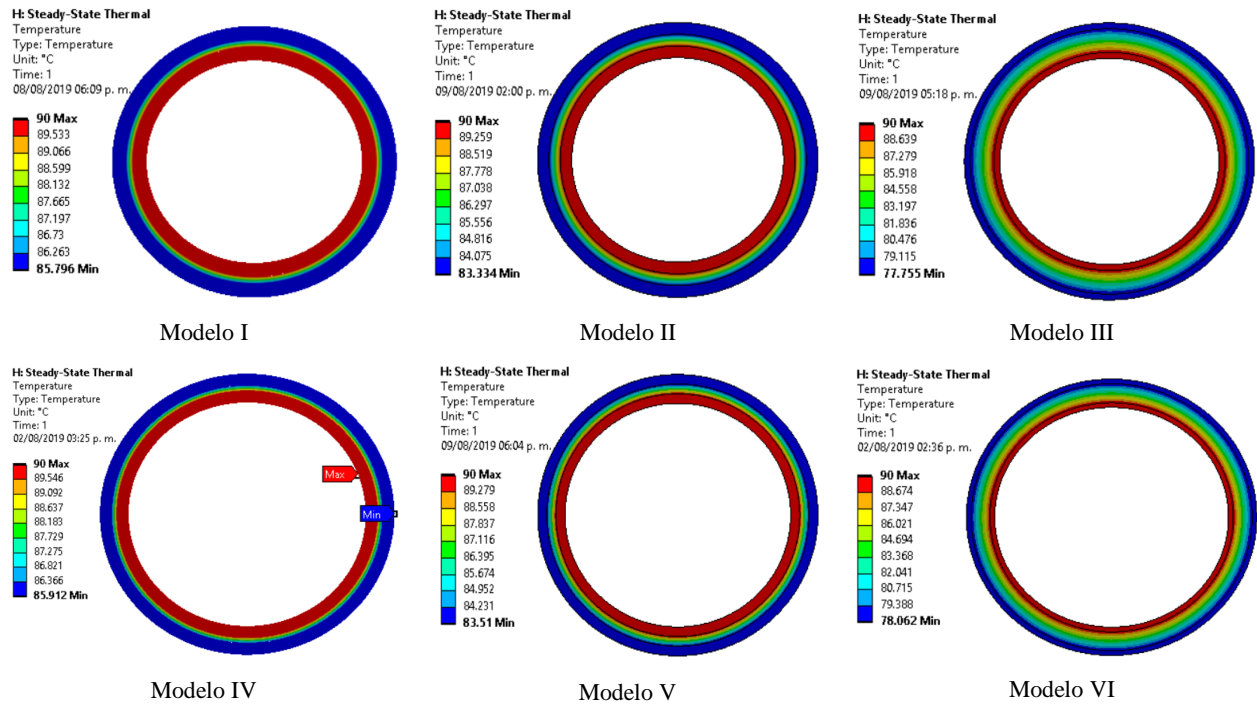 H: Steady-State Thermal
Temperature
Type: Temperature
Unit: °C
Time: 1
08/08/2019 06:09 p. m.
90 Max
89.533
89.066
88.599
88.132
87.665
87.197
86.73
86.263
85.796 Min
Modelo I
H: Steady-State Thermal
Temperature
Type: Temperature
Unit: °C
Time: 1
09/08/2019 02:00 p. m.
90 Max
89.259
88.519
87.778
87.038
86.297
85.556
84.816
84.075
83.334 Min
Modelo II
H: Steady-State Thermal
Temperature
Type: Temperature
Unit: °C
Time: 1
09/08/2019 05:18 p. m.
90 Max
88.639
87.279
85.918
84.558
83.197
81.836
80.476
79.115
77.755 Min
Modelo III
H: Steady-State Thermal
Temperature
Type: Temperature
Unit: °C
Time: 1
02/08/2019 03:25 p. m.
90 Max
89.546
89.092
88.637
88.183
87.729
87.275
86.821
86.366
85.912 Min
Max
Min
Modelo IV
H: Steady-State Thermal
Temperature
Type: Temperature
Unit: °C
Time: 1
09/08/2019 06:04 p. m.
90 Max
89.279
88.558
87.837
87.116
86.395
85.674
84.952
84.231
83.51 Min
Modelo V
H: Steady-State Thermal
Temperature
Type: Temperature
Unit: °C
Time: 1
02/08/2019 02:36 p. m.
90 Max
88.674
87.347
86.021
84.694
83.368
82.041
80.715
79.388
78.062 Min
Modelo VI